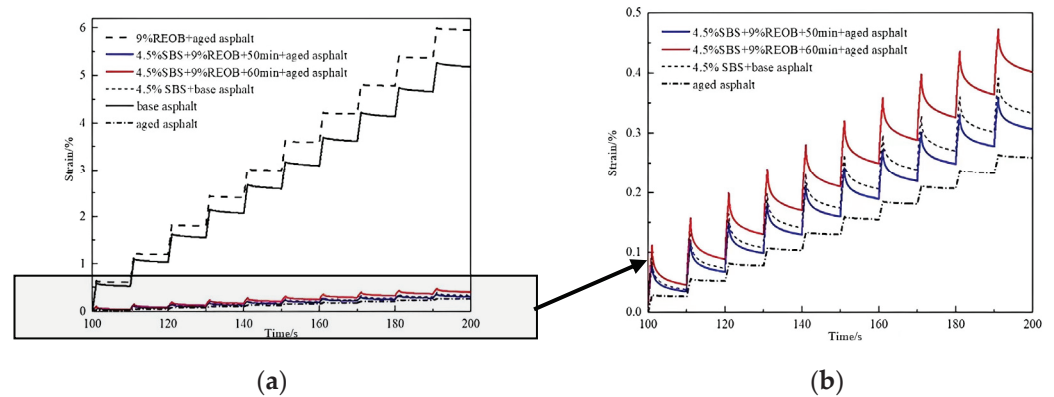 6
5
4
3
2
1
0
Strain/%
9%REOB+aged asphalt
4.5%SBS+9%REOB+50min+aged asphalt
4.5%SBS+9%REOB+60min+aged asphalt
4.5%SBS+base asphalt
base asphalt
aged asphalt
100
120
140
160
180
200
Time/s
(a)
0.5
0.4
0.3
0.2
0.1
0.0
Strain/%
4.5%SBS+9%REOB+50min+aged asphalt
4.5%SBS+9%REOB+60min+aged asphalt
4.5% SBS+base asphalt
aged asphalt
100
120
140
160
180
200
Time/s
(b)